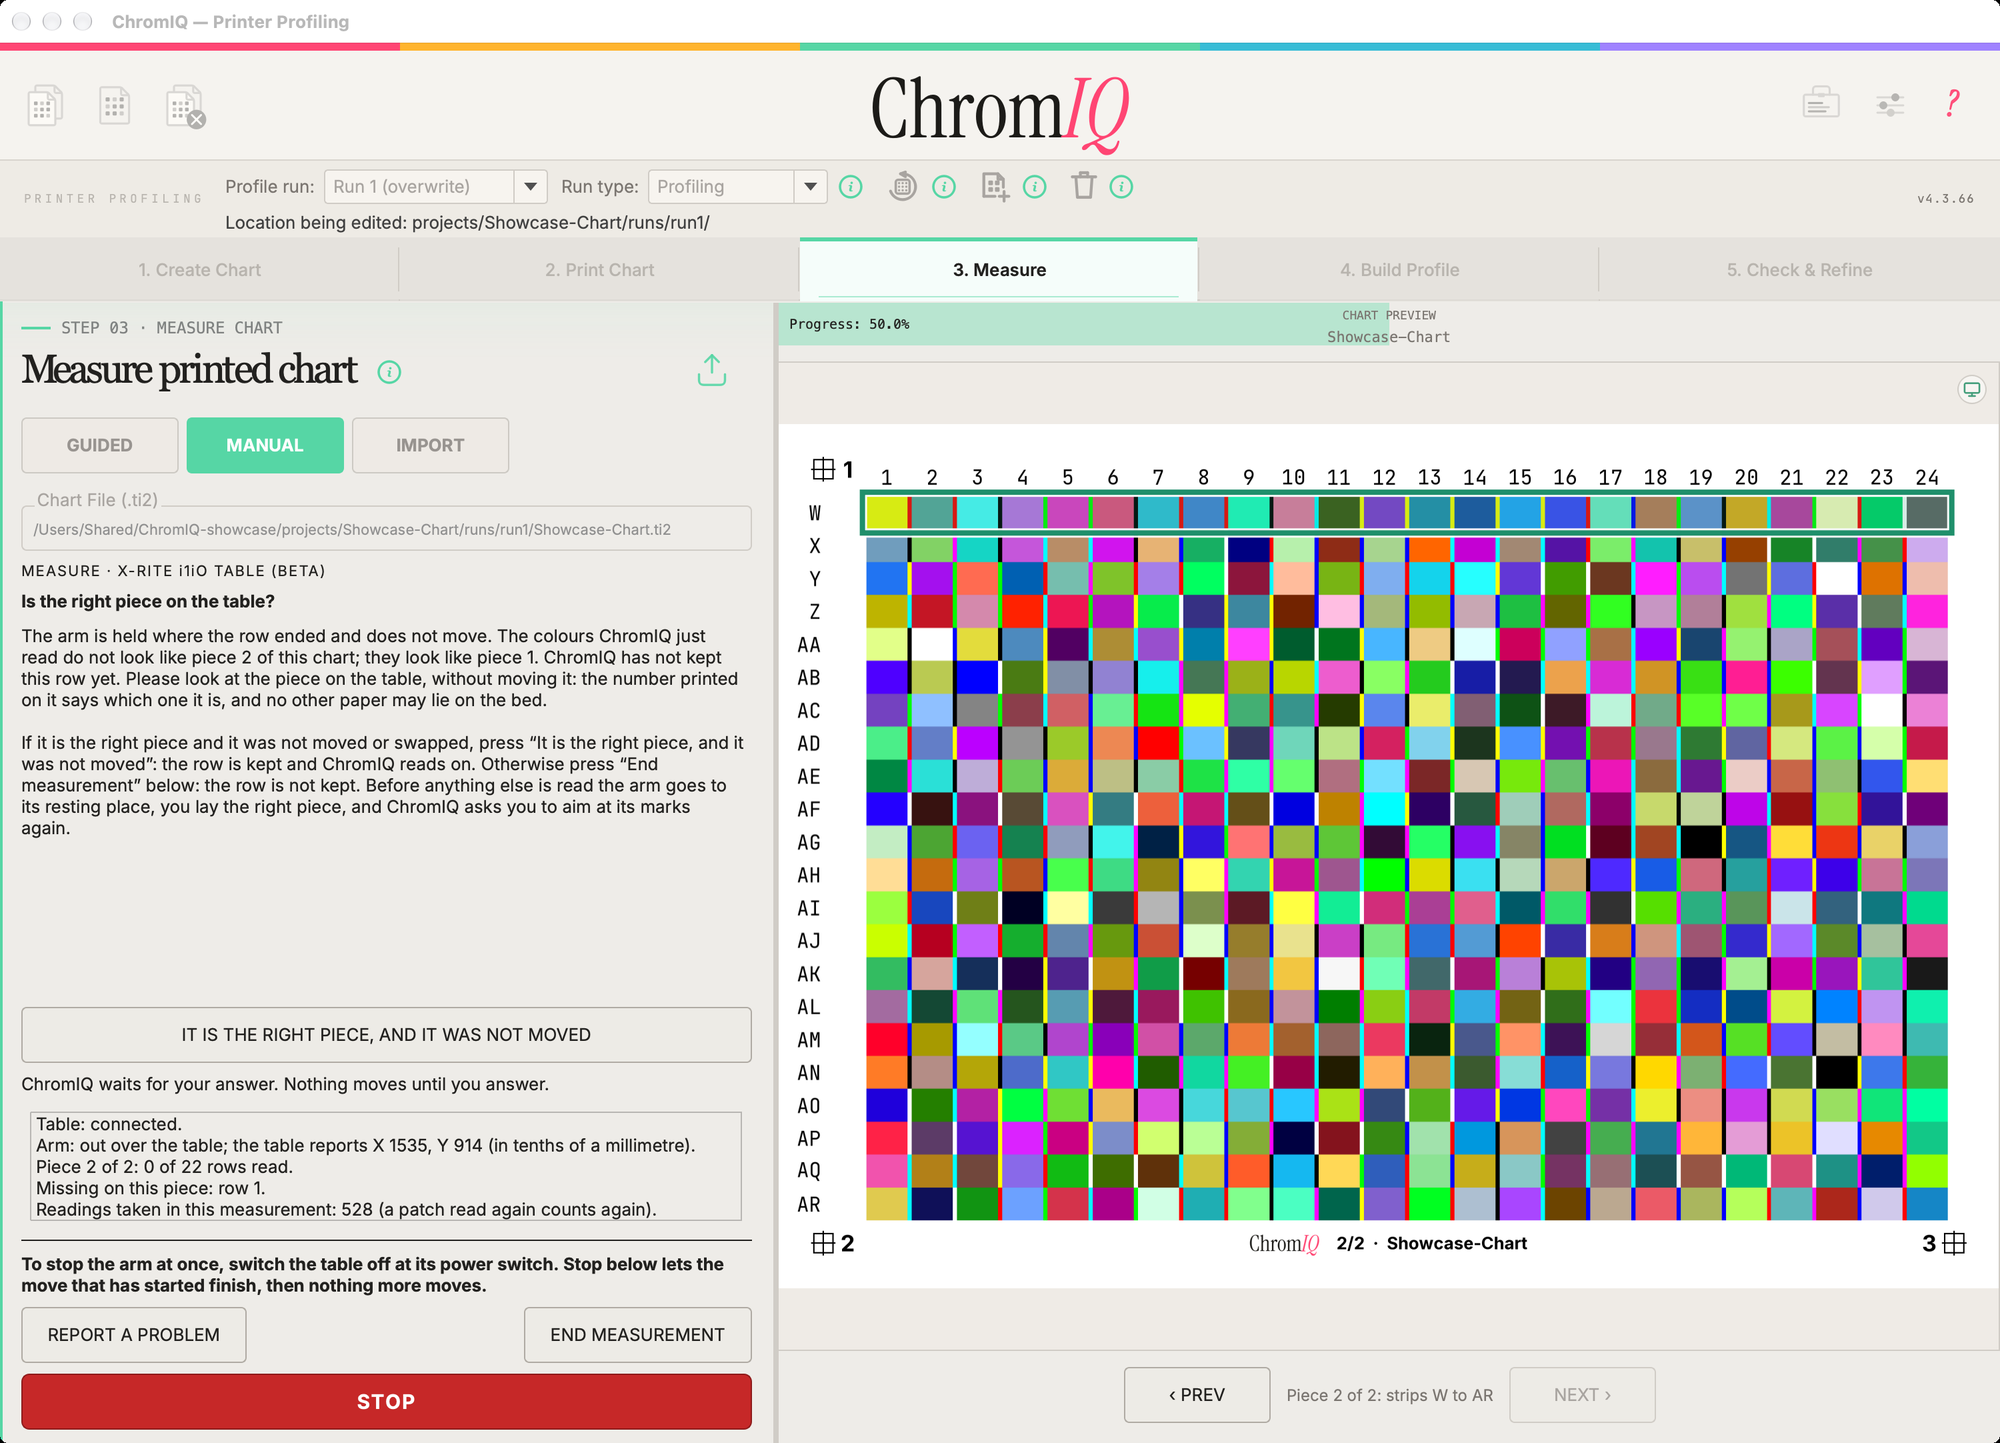 ChromIQ — Printer Profiling
ChromIQ
?
PRINTER PROFILING
Profile run:
Run 1 (overwrite)
Run type:
Profiling
v4.3.66
Location being edited: projects/Showcase-Chart/runs/run1/
1. Create Chart
2. Print Chart
3. Measure
4. Build Profile
5. Check & Refine
STEP 03 · MEASURE CHART
Measure printed chart
GUIDED
MANUAL
IMPORT
Chart File (.ti2)
/Users/Shared/ChromIQ-showcase/projects/Showcase-Chart/runs/run1/Showcase-Chart.ti2
MEASURE · X-RITE i1iO TABLE (BETA)
Is the right piece on the table?
The arm is held where the row ended and does not move. The colours ChromIQ just
read do not look like piece 2 of this chart; they look like piece 1. ChromIQ has not kept
this row yet. Please look at the piece on the table, without moving it: the number printed
on it says which one it is, and no other paper may lie on the bed.
If it is the right piece and it was not moved or swapped, press “It is the right piece, and it
was not moved”: the row is kept and ChromIQ reads on. Otherwise press “End
measurement” below: the row is not kept. Before anything else is read the arm goes to
its resting place, you lay the right piece, and ChromIQ asks you to aim at its marks
again.
IT IS THE RIGHT PIECE, AND IT WAS NOT MOVED
ChromIQ waits for your answer. Nothing moves until you answer.
Table: connected.
Arm: out over the table; the table reports X 1535, Y 914 (in tenths of a millimetre).
Piece 2 of 2: 0 of 22 rows read.
Missing on this piece: row 1.
Readings taken in this measurement: 528 (a patch read again counts again).
To stop the arm at once, switch the table off at its power switch. Stop below lets the
move that has started finish, then nothing more moves.
REPORT A PROBLEM
END MEASUREMENT
STOP
Progress: 50.0%
CHART PREVIEW
Showcase-Chart
1
1 2 3 4 5 6 7 8 9 10 11 12 13 14 15 16 17 18 19 20 21 22 23 24
W
X
Y
Z
AA
AB
AC
AD
AE
AF
AG
AH
AI
AJ
AK
AL
AM
AN
AO
AP
AQ
AR
2
ChromIQ 2/2 · Showcase-Chart
3
‹ PREV
Piece 2 of 2: strips W to AR
NEXT ›